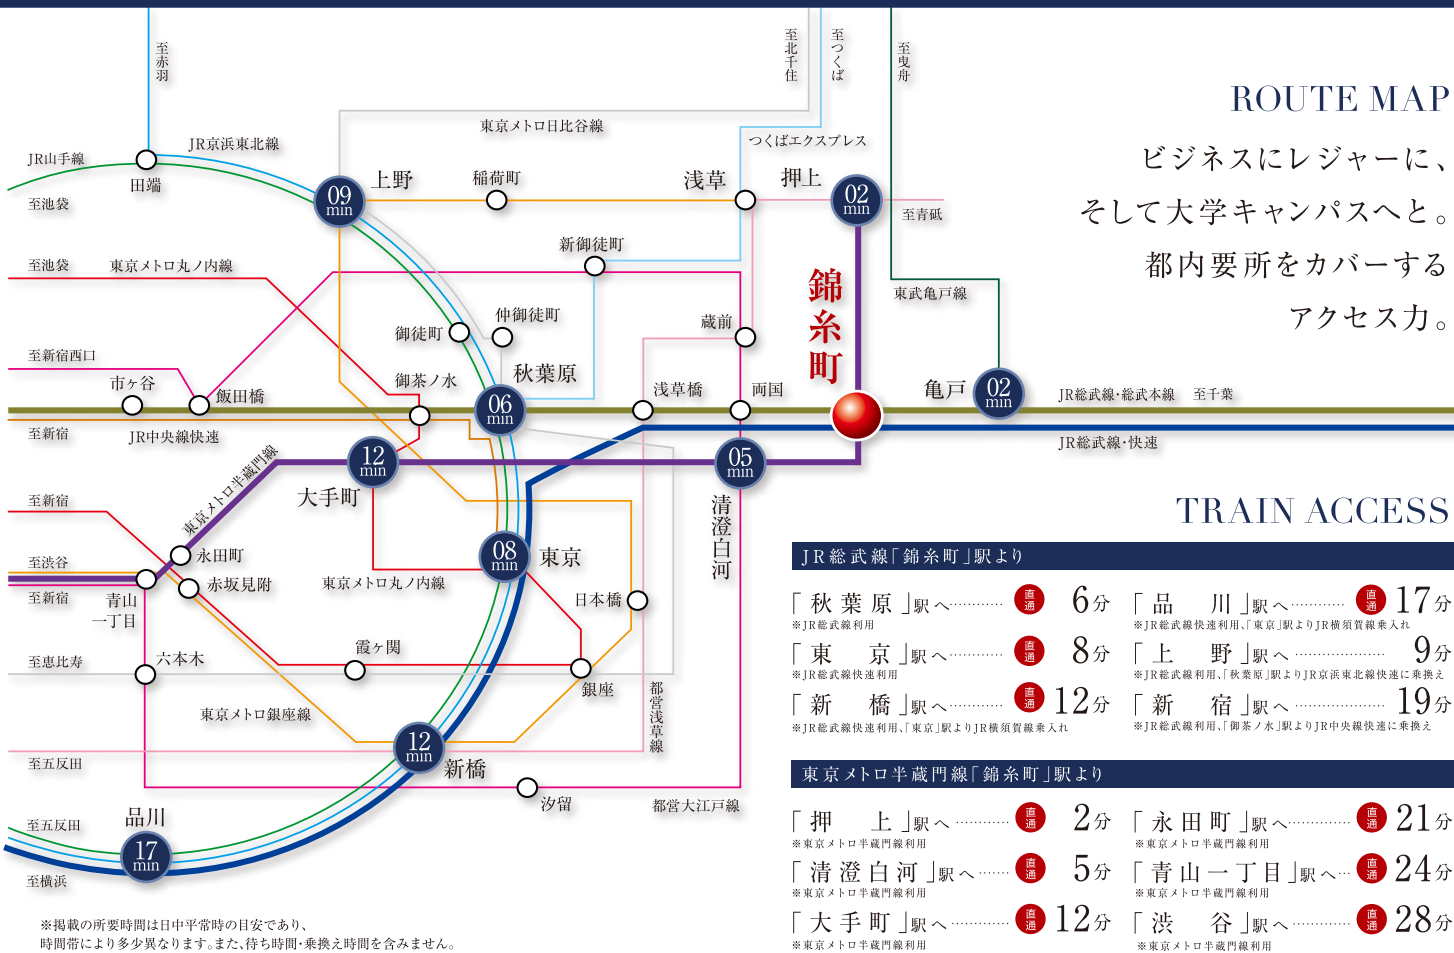 至赤羽
至北千住
至つくば
至曳舟
ROUTE MAP
ビジネスにレジャーに、
そして大学キャンパスへと。
都内要所をカバーする
アクセス力。
東京メトロ日比谷線
つくばエクスプレス
JR京浜東北線
JR山手線
田端
至池袋
09
min
上野
稲荷町
浅草
押上
02
min
至青砥
新御徒町
至池袋
東京メトロ丸ノ内線
錦糸町
東武亀戸線
御徒町
仲御徒町
蔵前
至新宿西口
市ヶ谷
飯田橋
御茶ノ水
秋葉原
06
min
浅草橋
両国
亀戸
02
min
JR総武線・総武本線
至千葉
至新宿
JR中央線快速
JR総武線・快速
東京メトロ半蔵門線
12
min
大手町
05
min
清澄白河
至新宿
至渋谷
至新宿
永田町
赤坂見附
青山
一丁目
08
min
東京
東京メトロ丸ノ内線
日本橋
至恵比寿
六本木
霞ヶ関
銀座
都営浅草線
東京メトロ銀座線
至五反田
12
min
新橋
汐留
都営大江戸線
品川
17
min
至五反田
至横浜
※掲載の所要時間は日中平常時の目安であり、
時間帯により多少異なります。また、待ち時間・乗換え時間を含みません。
TRAIN ACCESS
JR総武線「錦糸町」駅より
「秋葉原」駅へ………… 直通 6分
※JR総武線利用
「東　京」駅へ 直通 8分
※JR総武線快速利用
「新　橋」駅へ………… 直通 12分
※JR総武線快速利用、「東京」駅よりJR横須賀線乗入れ
「品　川」駅へ………… 直通 17分
※JR総武線快速利用、「東京」駅よりJR横須賀線乗入れ
「上　野」駅へ ………………… 9分
※JR総武線利用、「秋葉原」駅よりJR京浜東北線快速に乗換え
「新　宿」駅へ ………………… 19分
※JR総武線利用、「御茶ノ水」駅よりJR中央線快速に乗換え
東京メトロ半蔵門線「錦糸町」駅より
「押　上」駅へ ………… 直通 2分
※東京メトロ半蔵門線利用
「清澄白河」駅へ…… 直通 5分
※東京メトロ半蔵門線利用
「大手町」駅へ ………… 直通 12分
※東京メトロ半蔵門線利用
「永田町」駅へ………… 直通 21分
※東京メトロ半蔵門線利用
「青山一丁目」駅へ… 直通 24分
※東京メトロ半蔵門線利用
「渋　谷」駅へ ………… 直通 28分
※東京メトロ半蔵門線利用